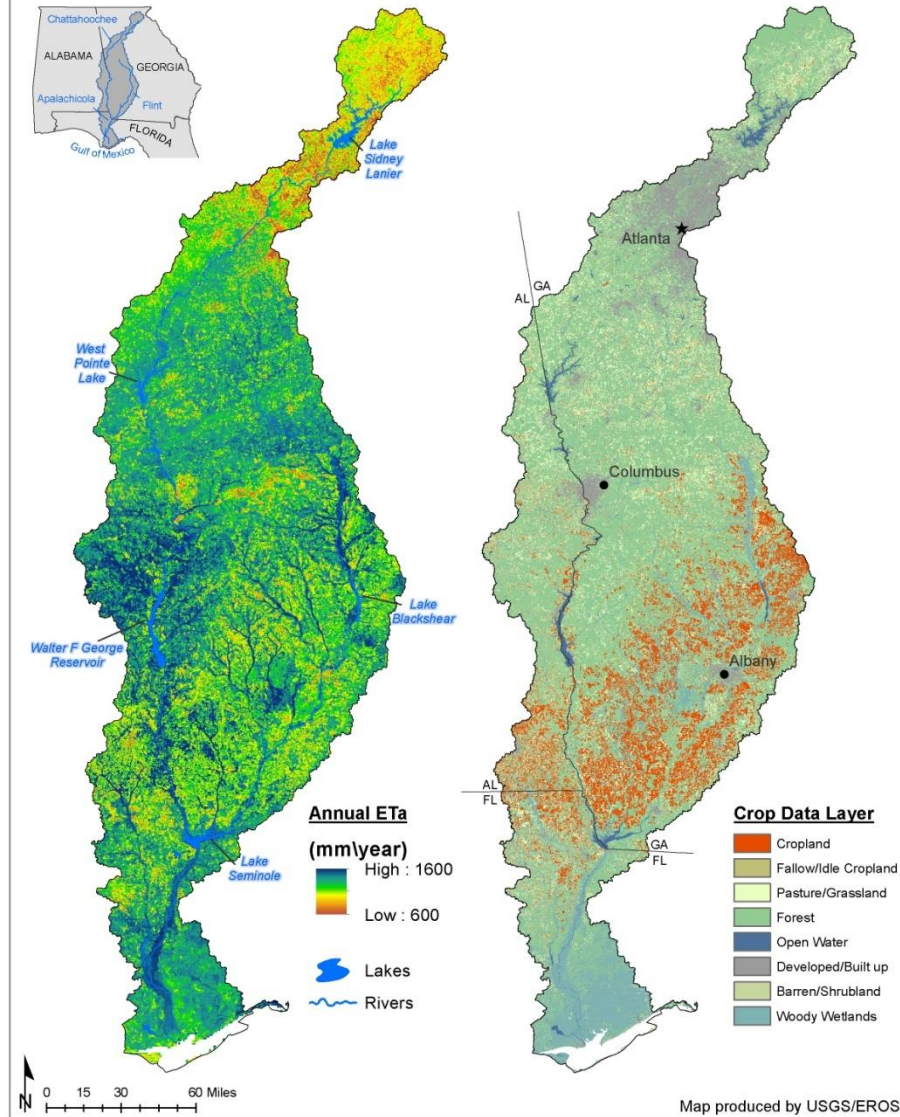 Chattahoochee
ALABAMA
GEORGIA
Apalachicola
Flint
FLORIDA
Gulf of Mexico
Lake
Sidney
Lanier
West
Pointe
Lake
Walter F George
Reservoir
Lake
Blackshear
Lake
Seminole
Annual ETa
(mm\year)
High : 1600
Low : 600
Lakes
Rivers
N
0 15 30 60 Miles
Atlanta
GA
AL
Columbus
Albany
AL
FL
GA
FL
Crop Data Layer
Cropland
Fallow/Idle Cropland
Pasture/Grassland
Forest
Open Water
Developed/Built up
Barren/Shrubland
Woody Wetlands
Map produced by USGS/EROS